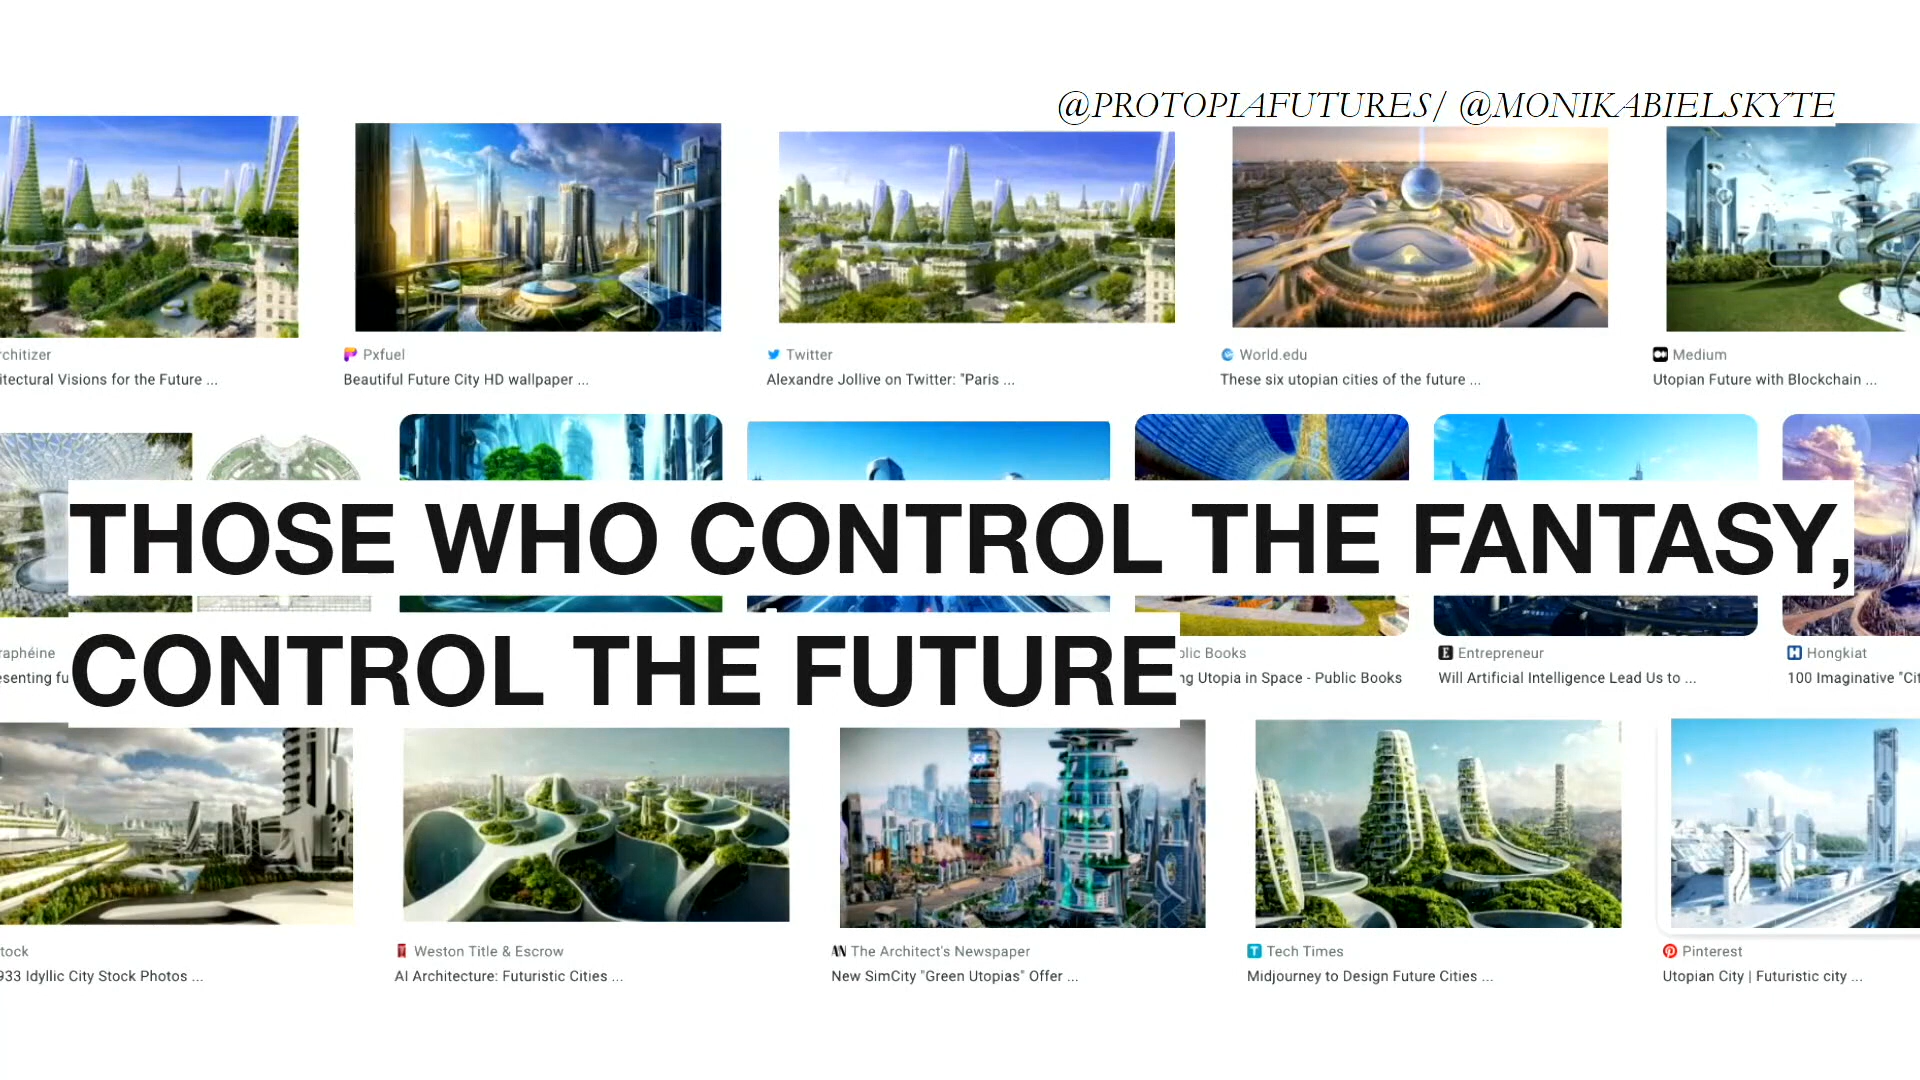 @PROTOPIAFUTURES/ @MONIKABIELSKYTE
rchitizer
itectural Visions for the Future ...
Pxfuel
Beautiful Future City HD wallpaper ...
Twitter
Alexandre Jollive on Twitter: "Paris ...
World.edu
These six utopian cities of the future ...
Medium
Utopian Future with Blockchain ...
THOSE WHO CONTROL THE FANTASY,
CONTROL THE FUTURE
raphéine
esenting fu
blic Books
ng Utopia in Space - Public Books
Entrepreneur
Will Artificial Intelligence Lead Us to ...
Hongkiat
100 Imaginative "Cit
tock
933 Idyllic City Stock Photos ...
Weston Title & Escrow
AI Architecture: Futuristic Cities ...
The Architect's Newspaper
New SimCity "Green Utopias" Offer ...
Tech Times
Midjourney to Design Future Cities ...
Pinterest
Utopian City | Futuristic city ...